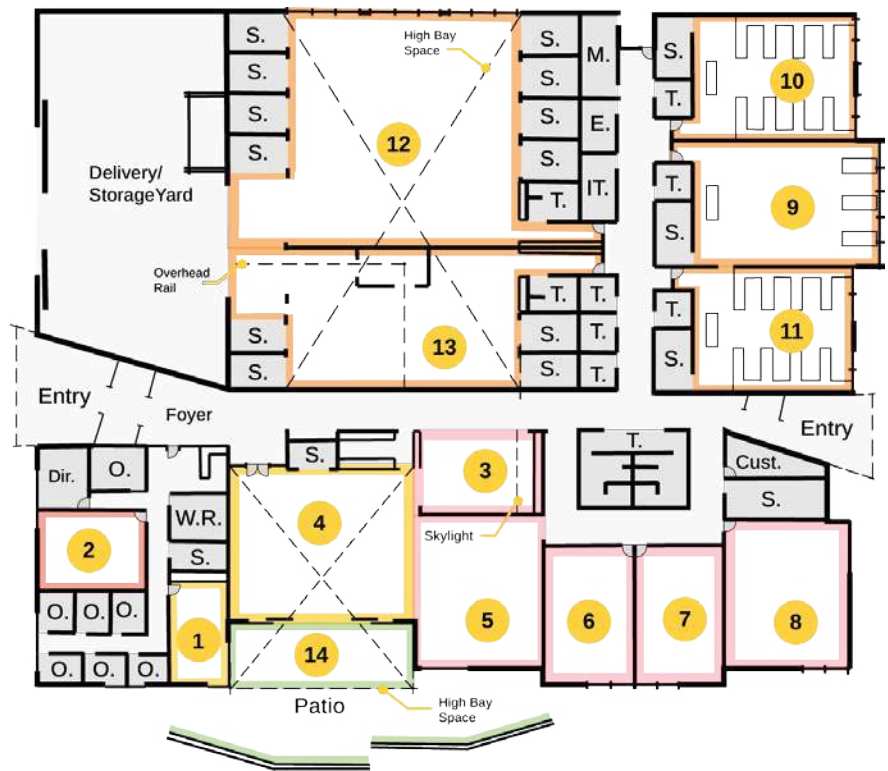 High Bay
Space
S.
S.
M.
S.
10
S.
S.
T.
S.
S.
E.
12
S.
S.
Delivery/
StorageYard
T.
IT.
T.
9
S.
Overhead
Rail
T.
T.
T.
11
S.
S.
T.
13
S.
S.
S.
T.
Entry
Foyer
Entry
T.
S.
Dir.
O.
3
Cust.
S.
W.R.
4
Skylight
2
S.
O.
O.
O.
1
5
6
7
8
14
O.
O.
O.
Patio
High Bay
Space